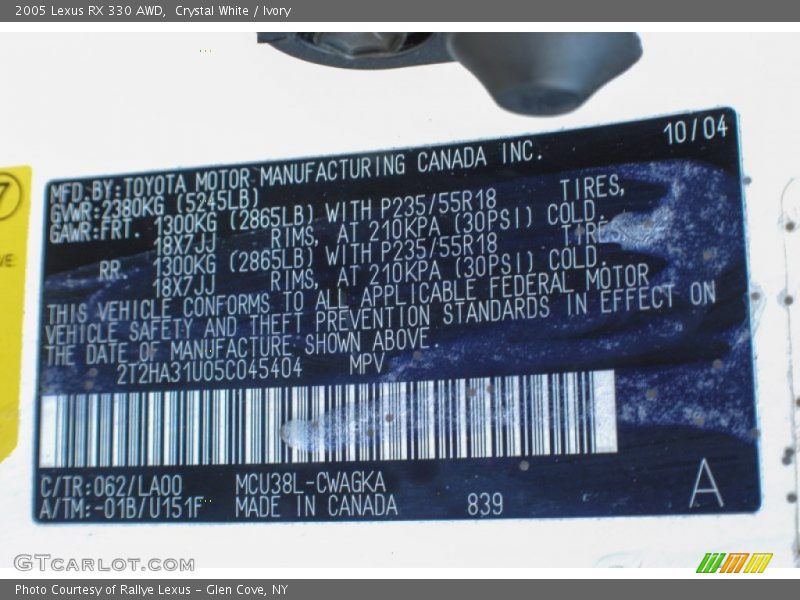 2005 Lexus RX 330 AWD, Crystal White / Ivory
10/04
MFD.BY:TOYOTA MOTOR MANUFACTURING CANADA INC.
GVWR:2380KG (5245LB)
GAWR:FRT. 1300KG (2865LB) WITH P235/55R18 TIRES,
18X7JJ RIMS, AT 210KPA (30PSI) COLD.
RR. 1300KG (2865LB) WITH P235/55R18 TIRES,
18X7JJ RIMS, AT 210KPA (30PSI) COLD.
THIS VEHICLE CONFORMS TO ALL APPLICABLE FEDERAL MOTOR
VEHICLE SAFETY AND THEFT PREVENTION STANDARDS IN EFFECT ON
THE DATE OF MANUFACTURE SHOWN ABOVE.
2T2HA31U05C045404 MPV
C/TR:062/LA00 MCU38L-CWAGKA
A/TM:-01B/U151F MADE IN CANADA 839
A
7
VE:
GTCARLOT.COM
Photo Courtesy of Rallye Lexus - Glen Cove, NY